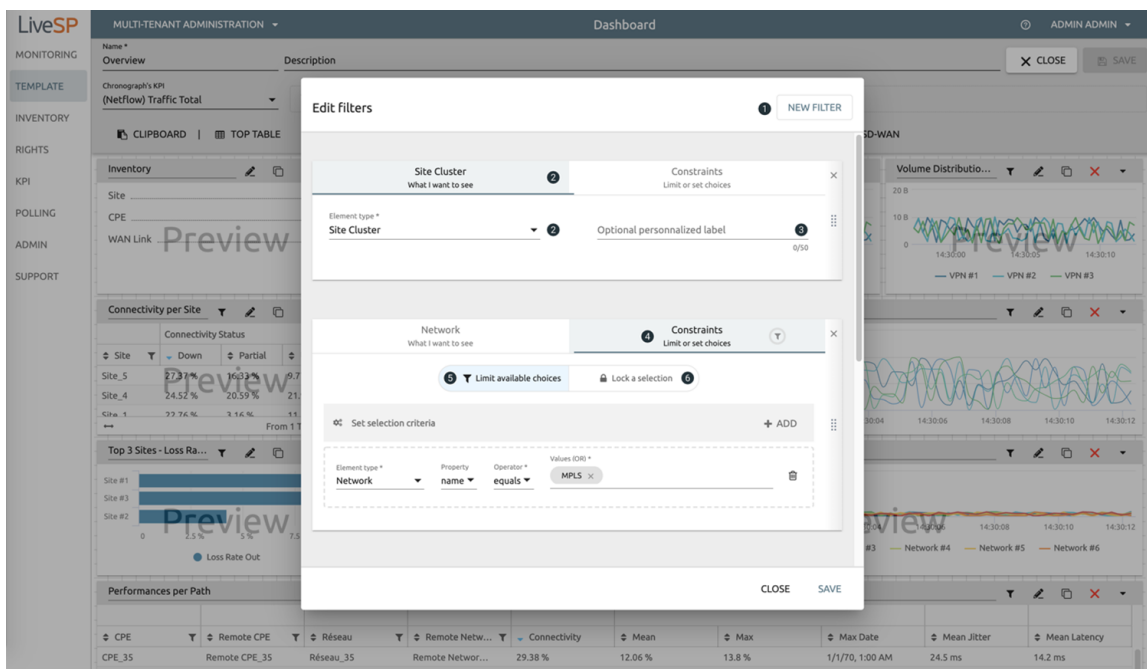 LiveSP
MULTI-TENANT ADMINISTRATION
Dashboard
ADMIN ADMIN
MONITORING
TEMPLATE
INVENTORY
RIGHTS
KPI
POLLING
ADMIN
SUPPORT
Name *
Overview
Description
CLOSE
SAVE
Chronograph's KPI
(Netflow) Traffic Total
CLIPBOARD | TOP TABLE
SD-WAN
Inventory
Site
CPE
WAN Link
Preview
Volume Distributio...
20 B
10 B
0
Preview
14:30:00 14:30:05 14:30:10
VPN #1 VPN #2 VPN #3
Connectivity per Site
Connectivity Status
Site Down Partial
Site_5 27.37 % 16.33 % 9.7
Site_4 24.52 % 20.59 % 21.
Site_1 22.76 % 3.16 % 11
Preview
From 1 T
30:04 14:30:06 14:30:08 14:30:10 14:30:12
Top 3 Sites - Loss Ra...
Site #1
Site #3
Site #2
Preview
0 2.5 % 5 % 7.5
Loss Rate Out
14:30:06 14:30:08 14:30:10 14:30:12
#3 Network #4 Network #5 Network #6
Edit filters
1 NEW FILTER
Site Cluster
What I want to see
2
Constraints
Limit or set choices
Element type *
Site Cluster
2
Optional personnalized label
3
0/50
Network
What I want to see
4
Constraints
Limit or set choices
5 Limit available choices
Lock a selection 6
Set selection criteria
+ ADD
Element type *
Network
Property
name
Operator *
equals
Values (OR) *
MPLS
CLOSE
SAVE
Performances per Path
CPE Remote CPE Réseau Remote Netw... Connectivity Mean Max Max Date Mean Jitter Mean Latency
CPE_35 Remote CPE_35 Réseau_35 Remote Networ... 29.38 % 12.06 % 13.8 % 1/1/70, 1:00 AM 24.5 ms 14.2 ms